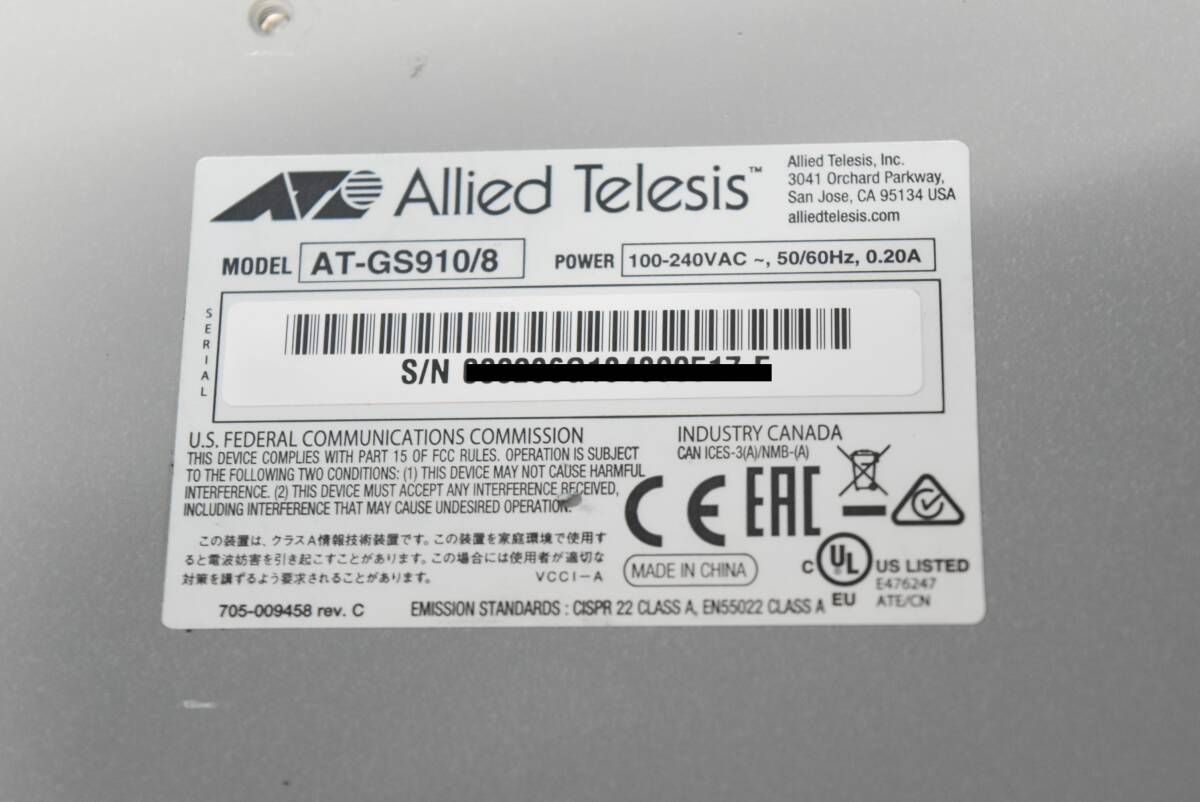 Allied Telesis™
Allied Telesis, Inc.
3041 Orchard Parkway,
San Jose, CA 95134 USA
alliedtelesis.com
MODEL AT-GS910/8
POWER 100-240VAC ~, 50/60Hz, 0.20A
SERIAL
S/N
U.S. FEDERAL COMMUNICATIONS COMMISSION
THIS DEVICE COMPLIES WITH PART 15 OF FCC RULES. OPERATION IS SUBJECT
TO THE FOLLOWING TWO CONDITIONS: (1) THIS DEVICE MAY NOT CAUSE HARMFUL
INTERFERENCE. (2) THIS DEVICE MUST ACCEPT ANY INTERFERENCE RECEIVED,
INCLUDING INTERFERENCE THAT MAY CAUSE UNDESIRED OPERATION.
INDUSTRY CANADA
CAN ICES-3(A)/NMB-(A)
CE EAC
この装置は、クラスA情報技術装置です。この装置を家庭環境で使用す
ると電波妨害を引き起こすことがあります。この場合には使用者が適切な
対策を講ずるよう要求されることがあります。
VCCI-A
MADE IN CHINA
C UL US LISTED
E476247
EU ATE/CN
705-009458 rev. C
EMISSION STANDARDS : CISPR 22 CLASS A, EN55022 CLASS A